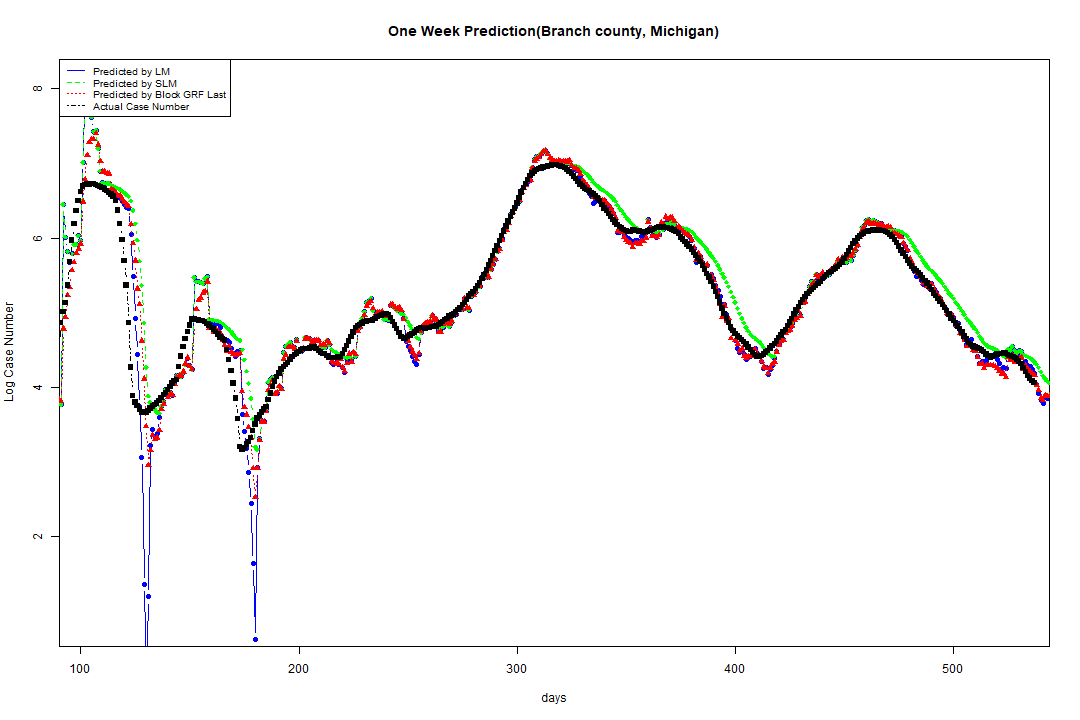 One Week Prediction(Branch county, Michigan)
Predicted by LM
Predicted by SLM
Predicted by Block GRF Last
Actual Case Number
8
6
4
2
Log Case Number
100 200 300 400 500
days